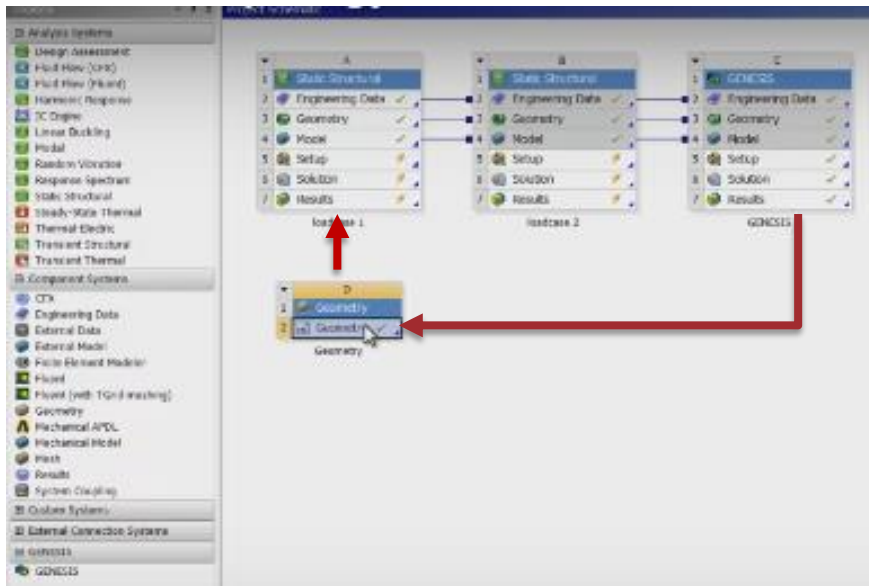 Project Schematic
Analysis Systems
Design Assessment
Fluid Flow (CFX)
Fluid Flow (Fluent)
Harmonic Response
IC Engine
Linear Buckling
Modal
Random Vibration
Response Spectrum
Static Structural
Steady-State Thermal
Thermal-Electric
Transient Structural
Transient Thermal
Component Systems
CFX
Engineering Data
External Data
External Model
Finite Element Modeler
Fluent
Fluent (with TGrid meshing)
Geometry
Mechanical APDL
Mechanical Model
Mesh
Results
System Coupling
Custom Systems
External Connection Systems
GENESIS
GENESIS
A
1 Static Structural
2 Engineering Data
3 Geometry
4 Model
5 Setup
6 Solution
7 Results
loadcase 1
B
1 Static Structural
2 Engineering Data
3 Geometry
4 Model
5 Setup
6 Solution
7 Results
loadcase 2
1 GENESIS
2 Engineering Data
3 Geometry
4 Model
5 Setup
6 Solution
7 Results
GENESIS
D
1 Geometry
2 Geometry
Geometry